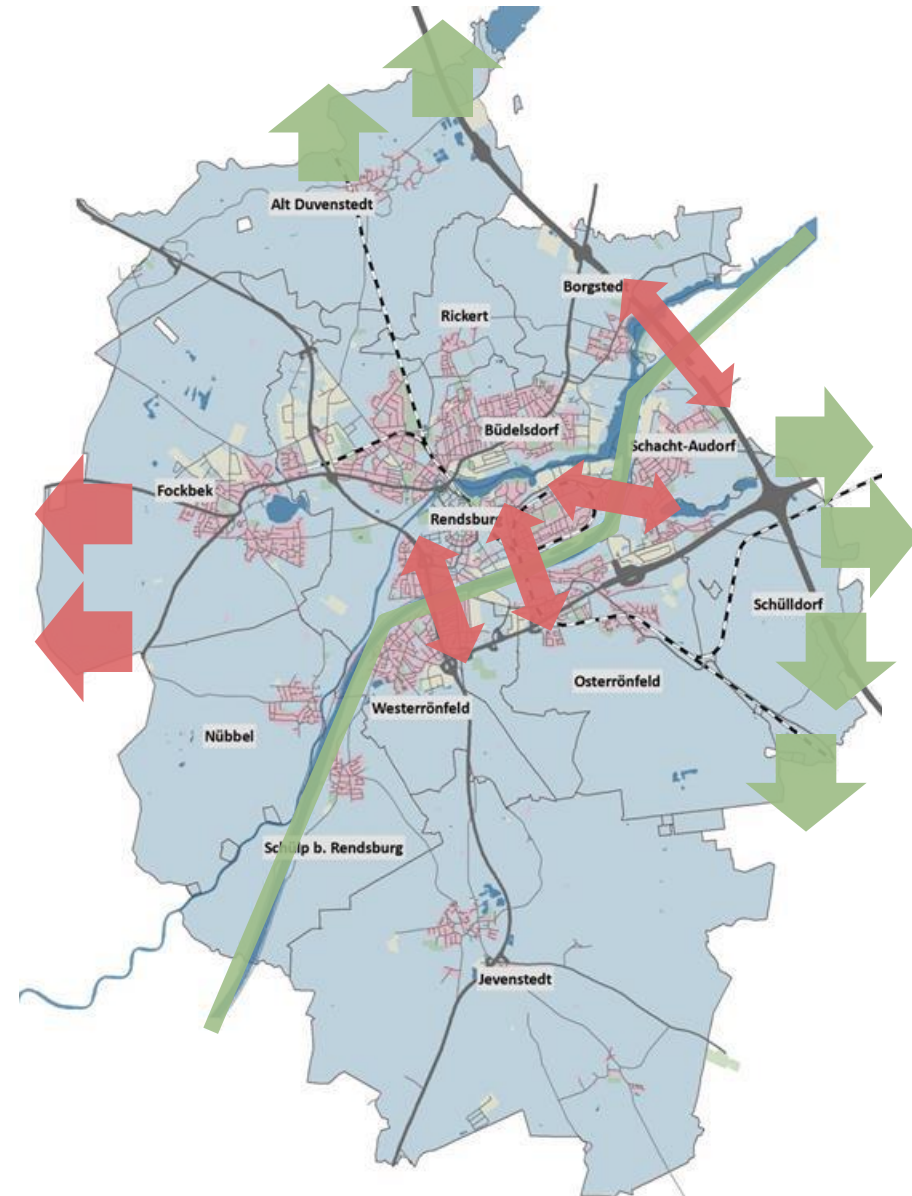 Alt Duvenstedt
Borgstedt
Rickert
Büdelsdorf
Schacht-Audorf
Fockbek
Rendsburg
Schülldorf
Osterrönfeld
Westerrönfeld
Nübbel
Schülp b. Rendsburg
Jevenstedt